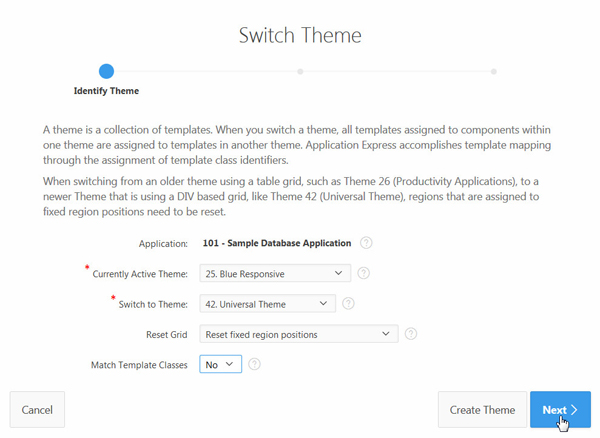 Switch Theme
Identify Theme
A theme is a collection of templates. When you switch a theme, all templates assigned to components within
one theme are assigned to templates in another theme. Application Express accomplishes template mapping
through the assignment of template class identifiers.
When switching from an older theme using a table grid, such as Theme 26 (Productivity Applications), to a
newer Theme that is using a DIV based grid, like Theme 42 (Universal Theme), regions that are assigned to
fixed region positions need to be reset.
Application: 101 - Sample Database Application ?
* Currently Active Theme: 25. Blue Responsive ?
* Switch to Theme: 42. Universal Theme ?
Reset Grid Reset fixed region positions ?
Match Template Classes No ?
Cancel Create Theme Next >